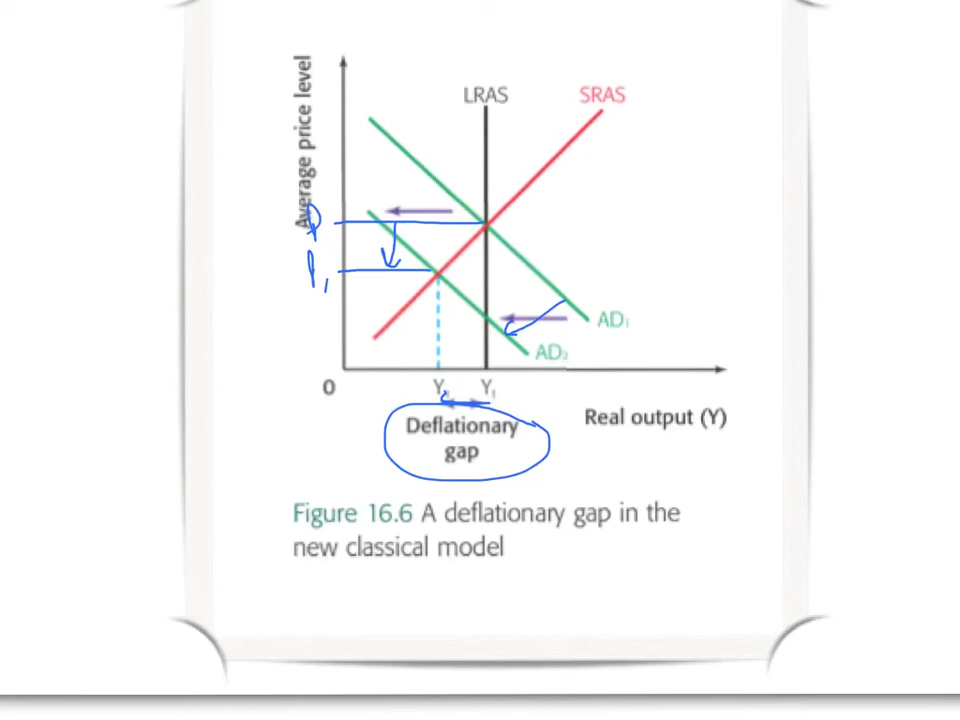 Average price level
LRAS
SRAS
P
P₁
AD₁
AD₂
0
Y₁
Real output (Y)
Deflationary
gap
Figure 16.6 A deflationary gap in the
new classical model